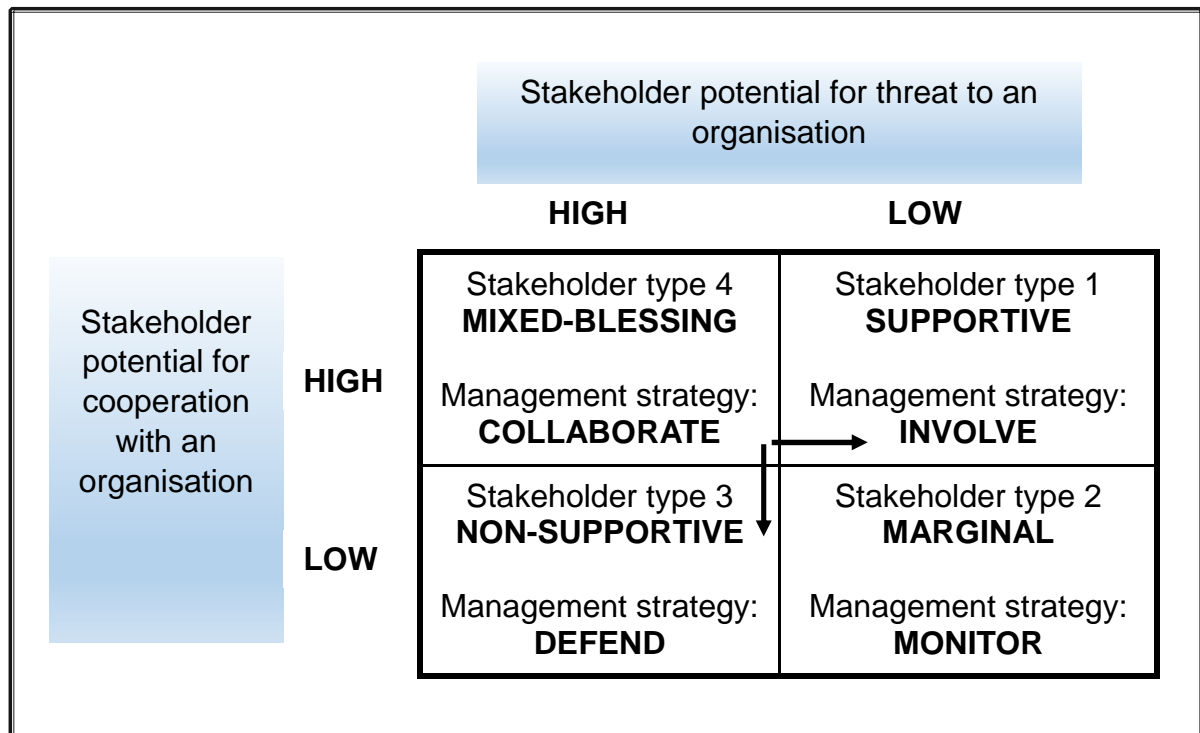 Stakeholder potential for threat to an
organisation
HIGH
LOW
Stakeholder
potential for
cooperation
with an
organisation
HIGH
LOW
Stakeholder type 4
MIXED-BLESSING
Management strategy:
COLLABORATE
Stakeholder type 1
SUPPORTIVE
Management strategy:
INVOLVE
Stakeholder type 3
NON-SUPPORTIVE
Management strategy:
DEFEND
Stakeholder type 2
MARGINAL
Management strategy:
MONITOR